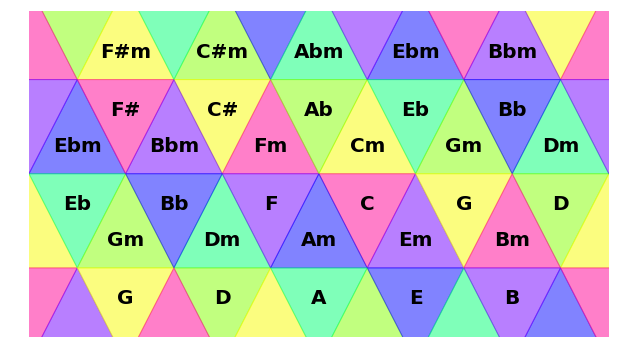 F#m C#m Abm Ebm Bbm
F# C# Ab Eb Bb
Ebm Bbm Fm Cm Gm Dm
Eb Bb F C G D
Gm Dm Am Em Bm
G D A E B